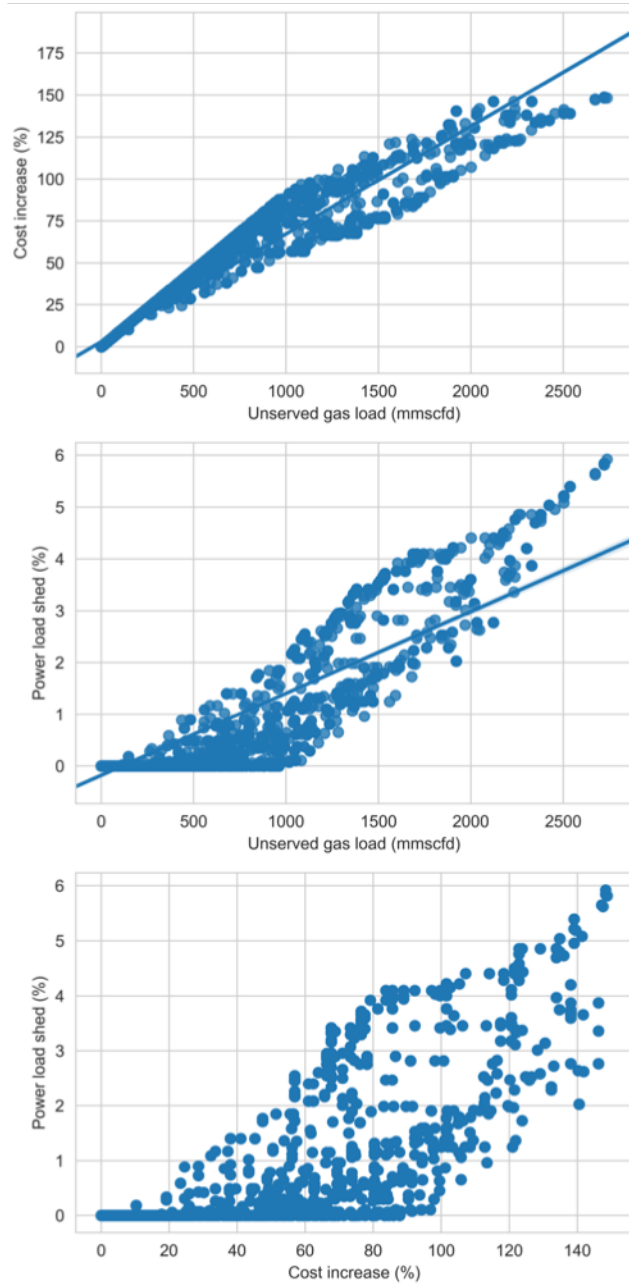 175
150
125
100
75
50
25
0
Cost increase (%)
0 500 1000 1500 2000 2500
Unserved gas load (mmscfd)
6
5
4
3
2
1
0
Power load shed (%)
0 500 1000 1500 2000 2500
Unserved gas load (mmscfd)
6
5
4
3
2
1
0
Power load shed (%)
0 20 40 60 80 100 120 140
Cost increase (%)